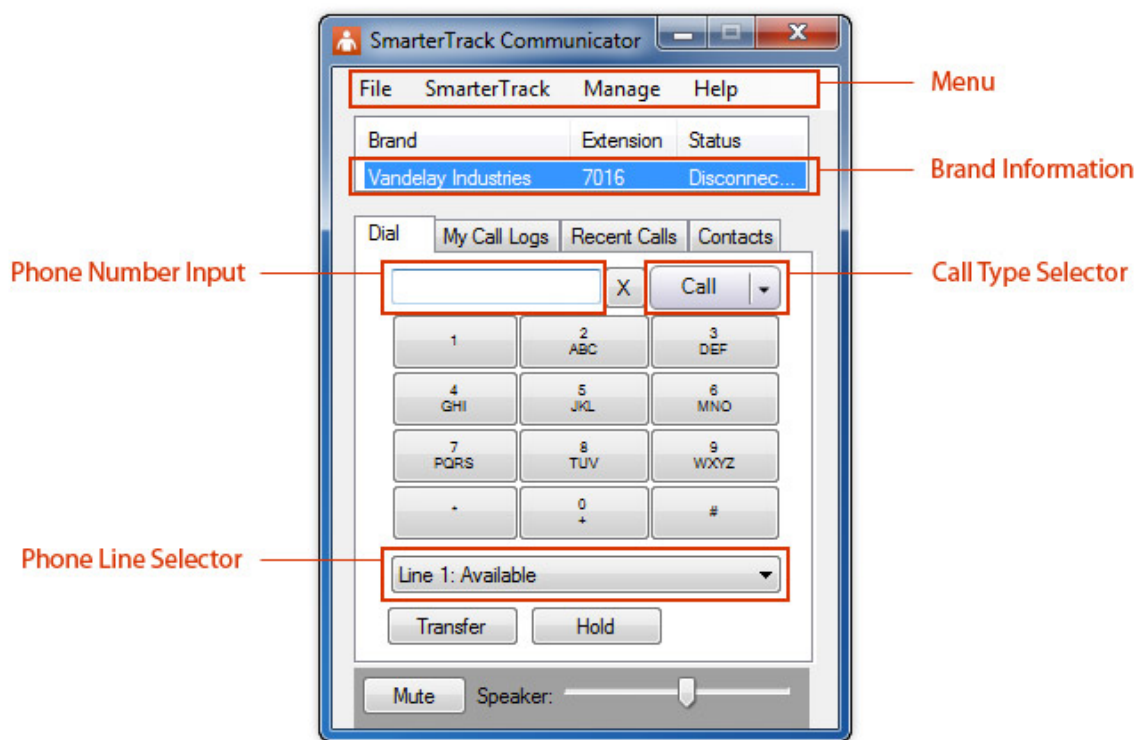 SmarterTrack Communicator
File SmarterTrack Manage Help
Menu
Brand Extension Status
Vandelay Industries 7016 Disconnec...
Brand Information
Dial My Call Logs Recent Calls Contacts
Phone Number Input
X Call
Call Type Selector
1 2 3
ABC DEF
4 5 6
GHI JKL MNO
7 8 9
PQRS TUV WXYZ
* 0 #
+
Phone Line Selector
Line 1: Available
Transfer Hold
Mute Speaker: